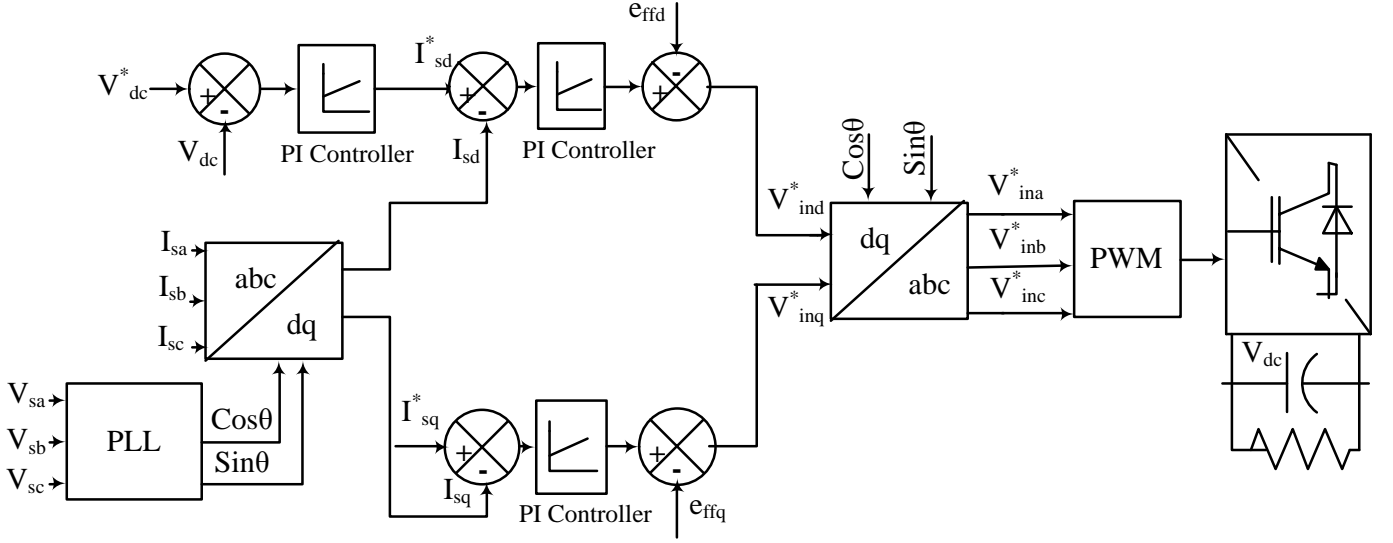 e_ffd
V*_dc
+
-
V_dc
PI Controller
I*_sd
+
-
I_sd
PI Controller
-
V*_ind
Cosθ
Sinθ
dq
abc
V*_inq
V*_ina
V*_inb
V*_inc
PWM
V_dc
I_sa
I_sb
I_sc
abc
dq
V_sa
V_sb
V_sc
PLL
Cosθ
Sinθ
I*_sq
+
-
I_sq
PI Controller
-
e_ffq